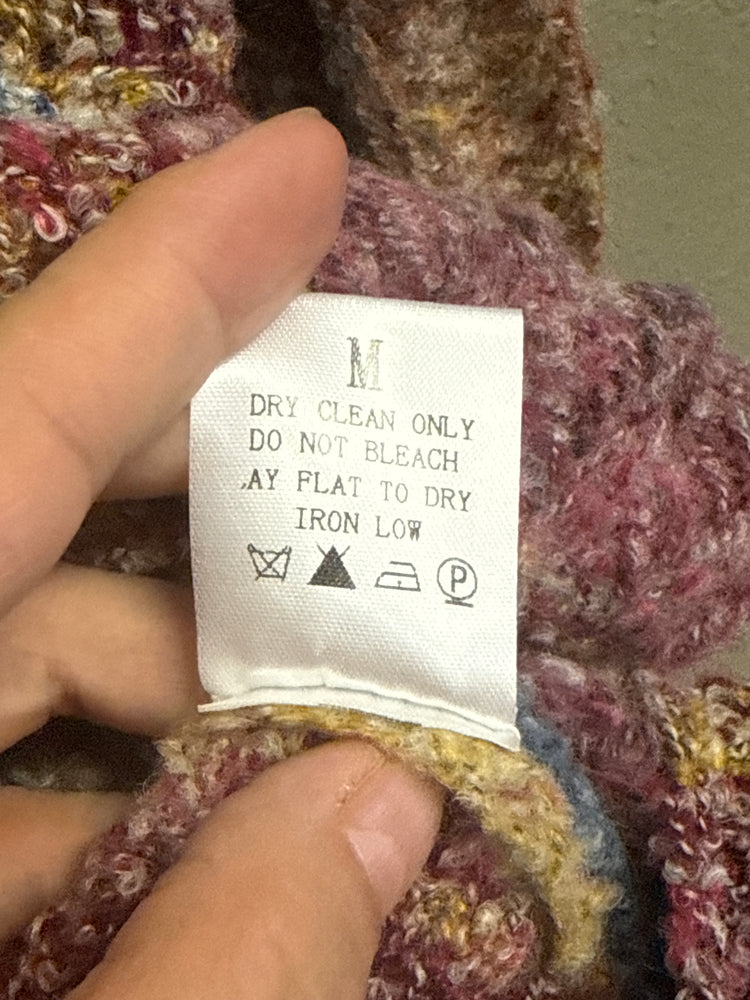 M
DRY CLEAN ONLY
DO NOT BLEACH
AY FLAT TO DRY
IRON LOW
P